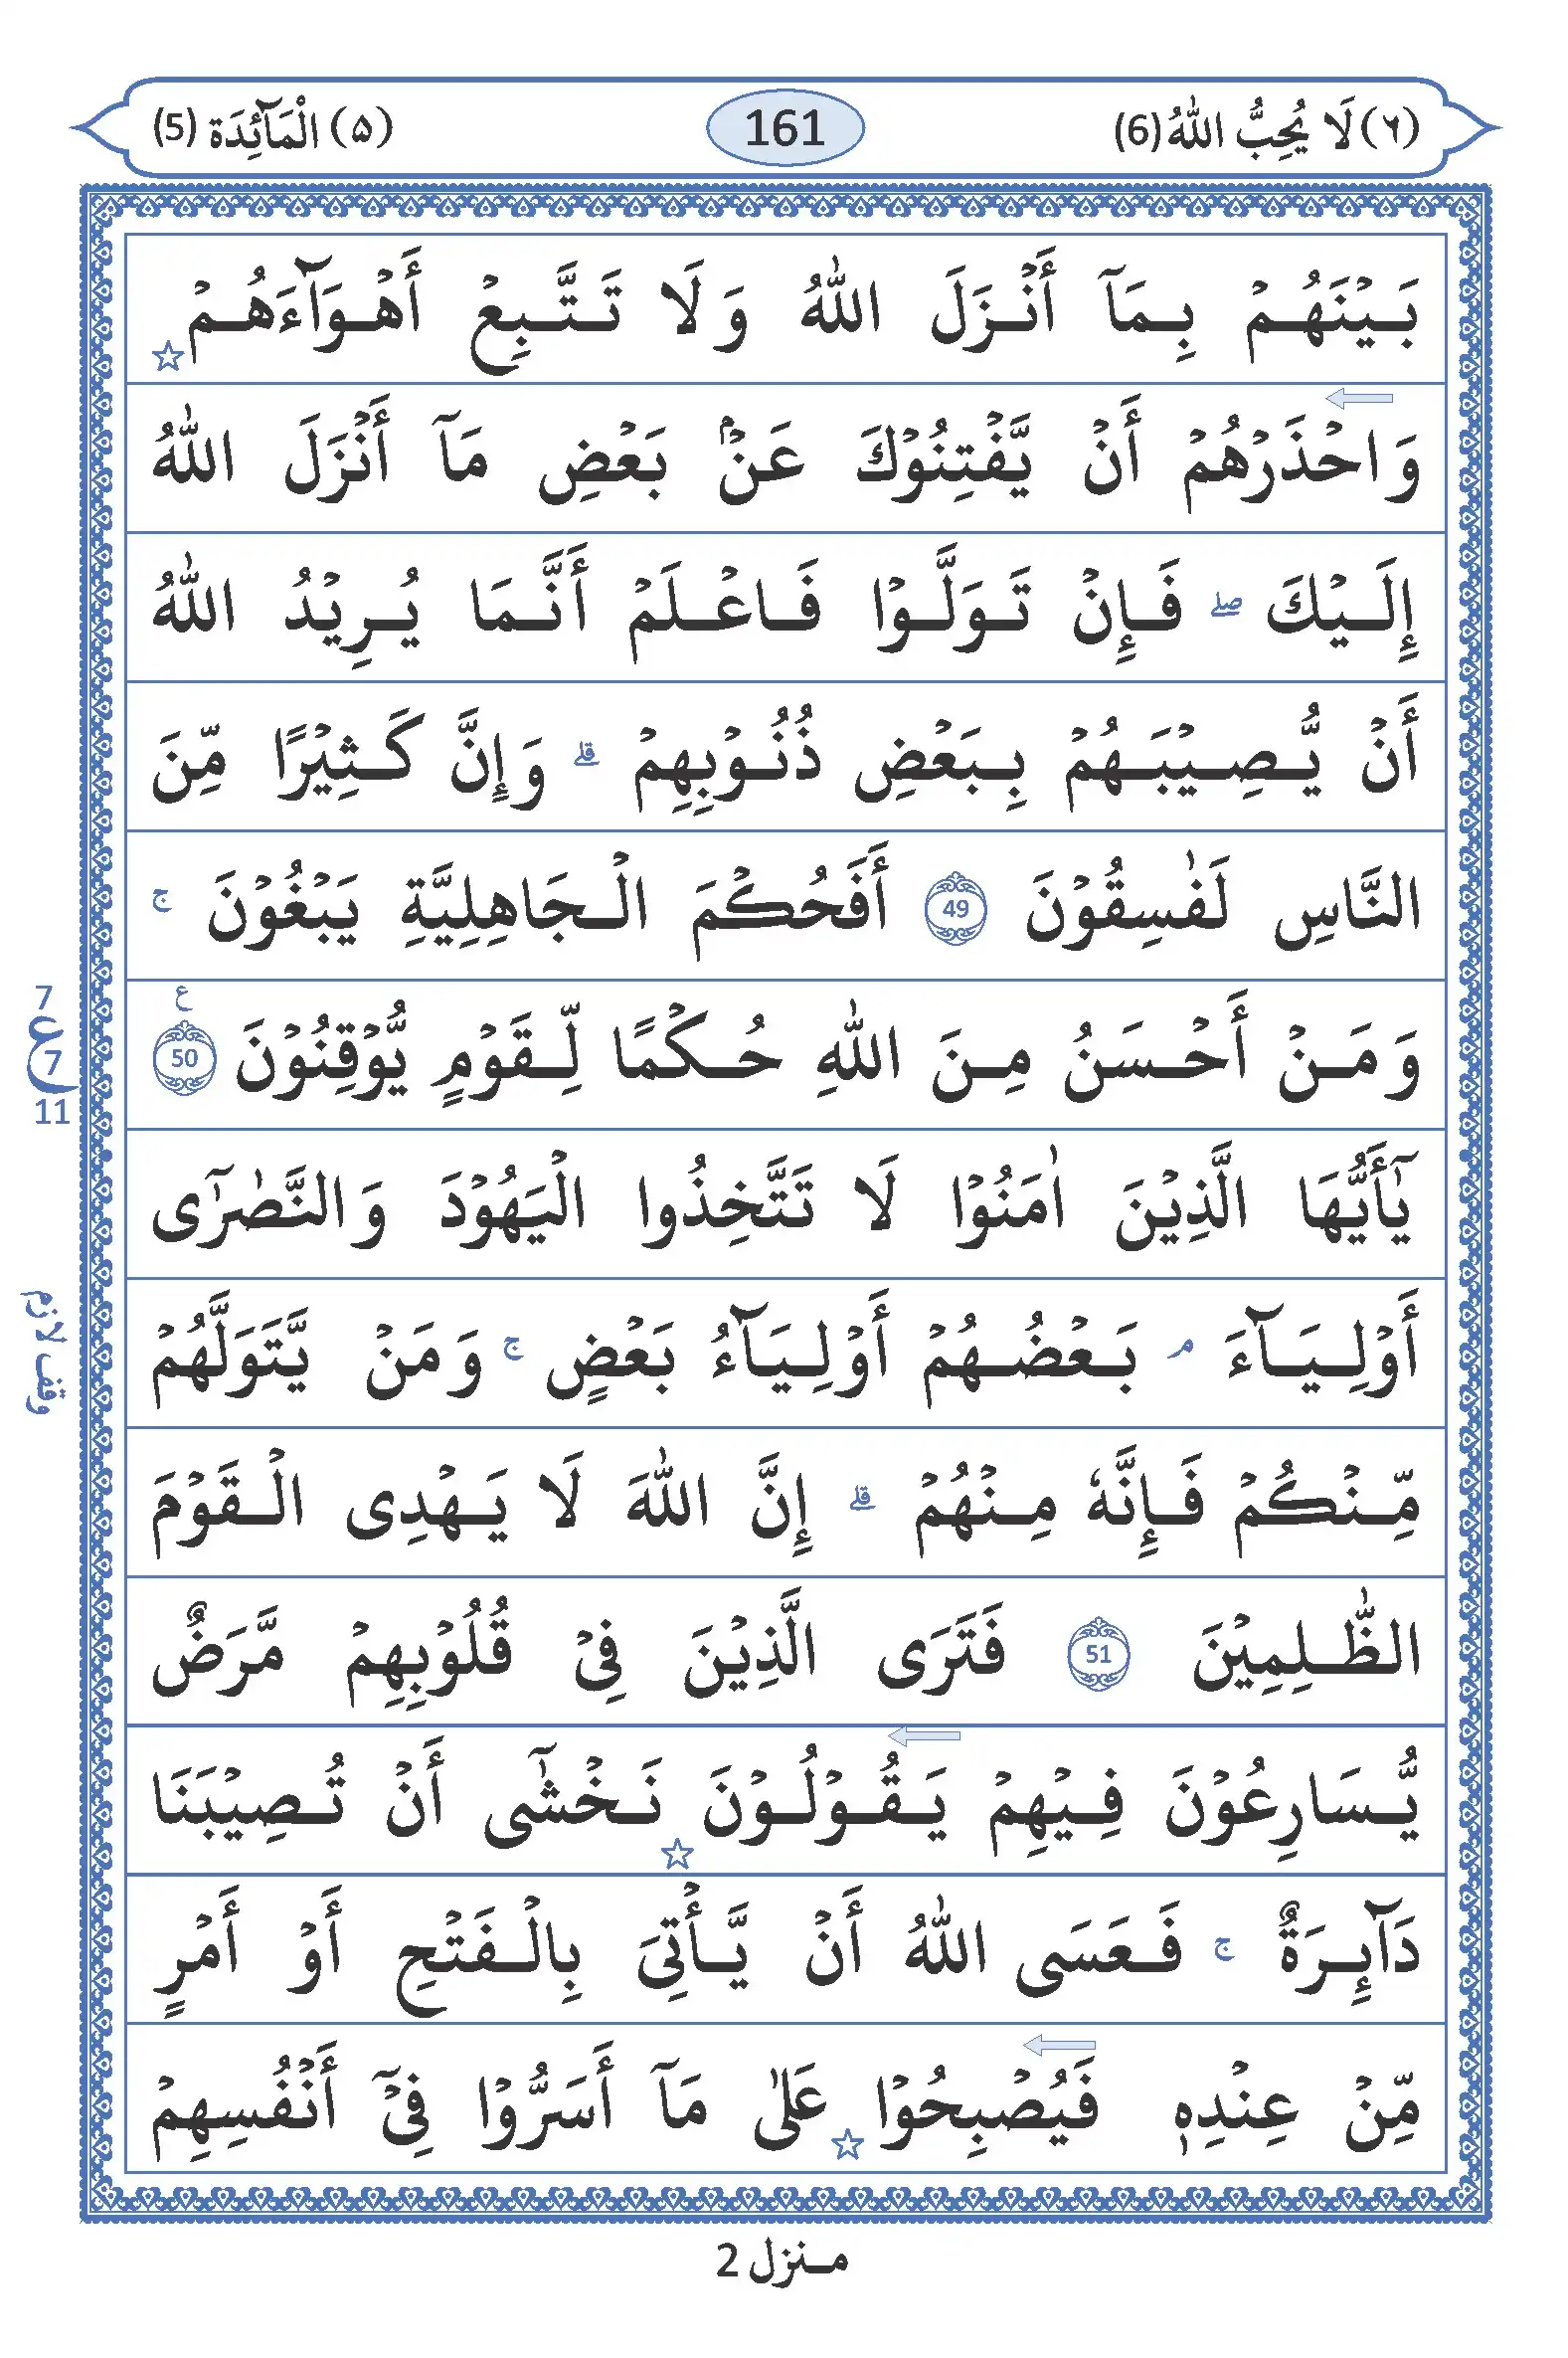 (٦) لَا يُحِبُّ اللّٰهُ (6)
161
(۵) الْمَآئِدَة (5)
بَيْنَهُمْ بِمَآ أَنْزَلَ اللّٰهُ وَلَا تَتَّبِعْ أَهْوَآءَهُمْ ☆
وَاحْذَرْهُمْ أَنْ يَّفْتِنُوْكَ عَنْۢ بَعْضِ مَآ أَنْزَلَ اللّٰهُ
إِلَيْكَ ۖ فَإِنْ تَوَلَّوْا فَاعْلَمْ أَنَّمَا يُرِيْدُ اللّٰهُ
أَنْ يُّصِيْبَهُمْ بِبَعْضِ ذُنُوْبِهِمْ ۗ وَإِنَّ كَثِيْرًا مِّنَ
النَّاسِ لَفٰسِقُوْنَ 49 أَفَحُكْمَ الْجَاهِلِيَّةِ يَبْغُوْنَ ۚ
وَمَنْ أَحْسَنُ مِنَ اللّٰهِ حُكْمًا لِّقَوْمٍ يُّوْقِنُوْنَ 50 ع
7
ع 7
11
يٰٓأَيُّهَا الَّذِيْنَ اٰمَنُوْا لَا تَتَّخِذُوا الْيَهُوْدَ وَالنَّصٰرٰٓى
أَوْلِيَآءَ ۘ بَعْضُهُمْ أَوْلِيَآءُ بَعْضٍ ۚ وَمَنْ يَّتَوَلَّهُمْ
وقف لازم
مِّنْكُمْ فَإِنَّهٗ مِنْهُمْ ۗ إِنَّ اللّٰهَ لَا يَهْدِى الْقَوْمَ
الظّٰلِمِيْنَ 51 فَتَرَى الَّذِيْنَ فِىْ قُلُوْبِهِمْ مَّرَضٌ
يُّسَارِعُوْنَ فِيْهِمْ يَقُوْلُوْنَ ☆ نَخْشٰٓى أَنْ تُصِيْبَنَا
دَآئِرَةٌ ۚ فَعَسَى اللّٰهُ أَنْ يَّأْتِىَ بِالْفَتْحِ أَوْ أَمْرٍ
مِّنْ عِنْدِهٖ فَيُصْبِحُوْا ☆ عَلٰى مَآ أَسَرُّوْا فِىْٓ أَنْفُسِهِمْ
منزل 2